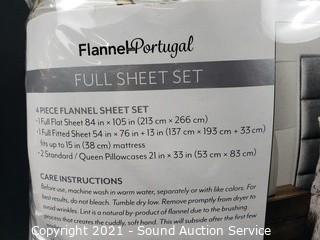 Flannel Portugal
FULL SHEET SET
4 PIECE FLANNEL SHEET SET
- 1 Full Flat Sheet 84 in x 105 in (213 cm x 266 cm)
- 1 Full Fitted Sheet 54 in x 76 in + 13 in (137 cm x 193 cm + 33 cm)
fits up to 15 in (38 cm) mattress
- 2 Standard / Queen Pillowcases 21 in x 33 in (53 cm x 83 cm)
CARE INSTRUCTIONS
Before use, machine wash in warm water, separately or with like colors. For
best results, do not bleach. Tumble dry low. Remove promptly from dryer to
avoid wrinkles. Lint is a natural by product of flannel due to the brushing
process that creates the cuddly, soft hand. This will subside after the first few
Copyright 2021 - Sound Auction Service